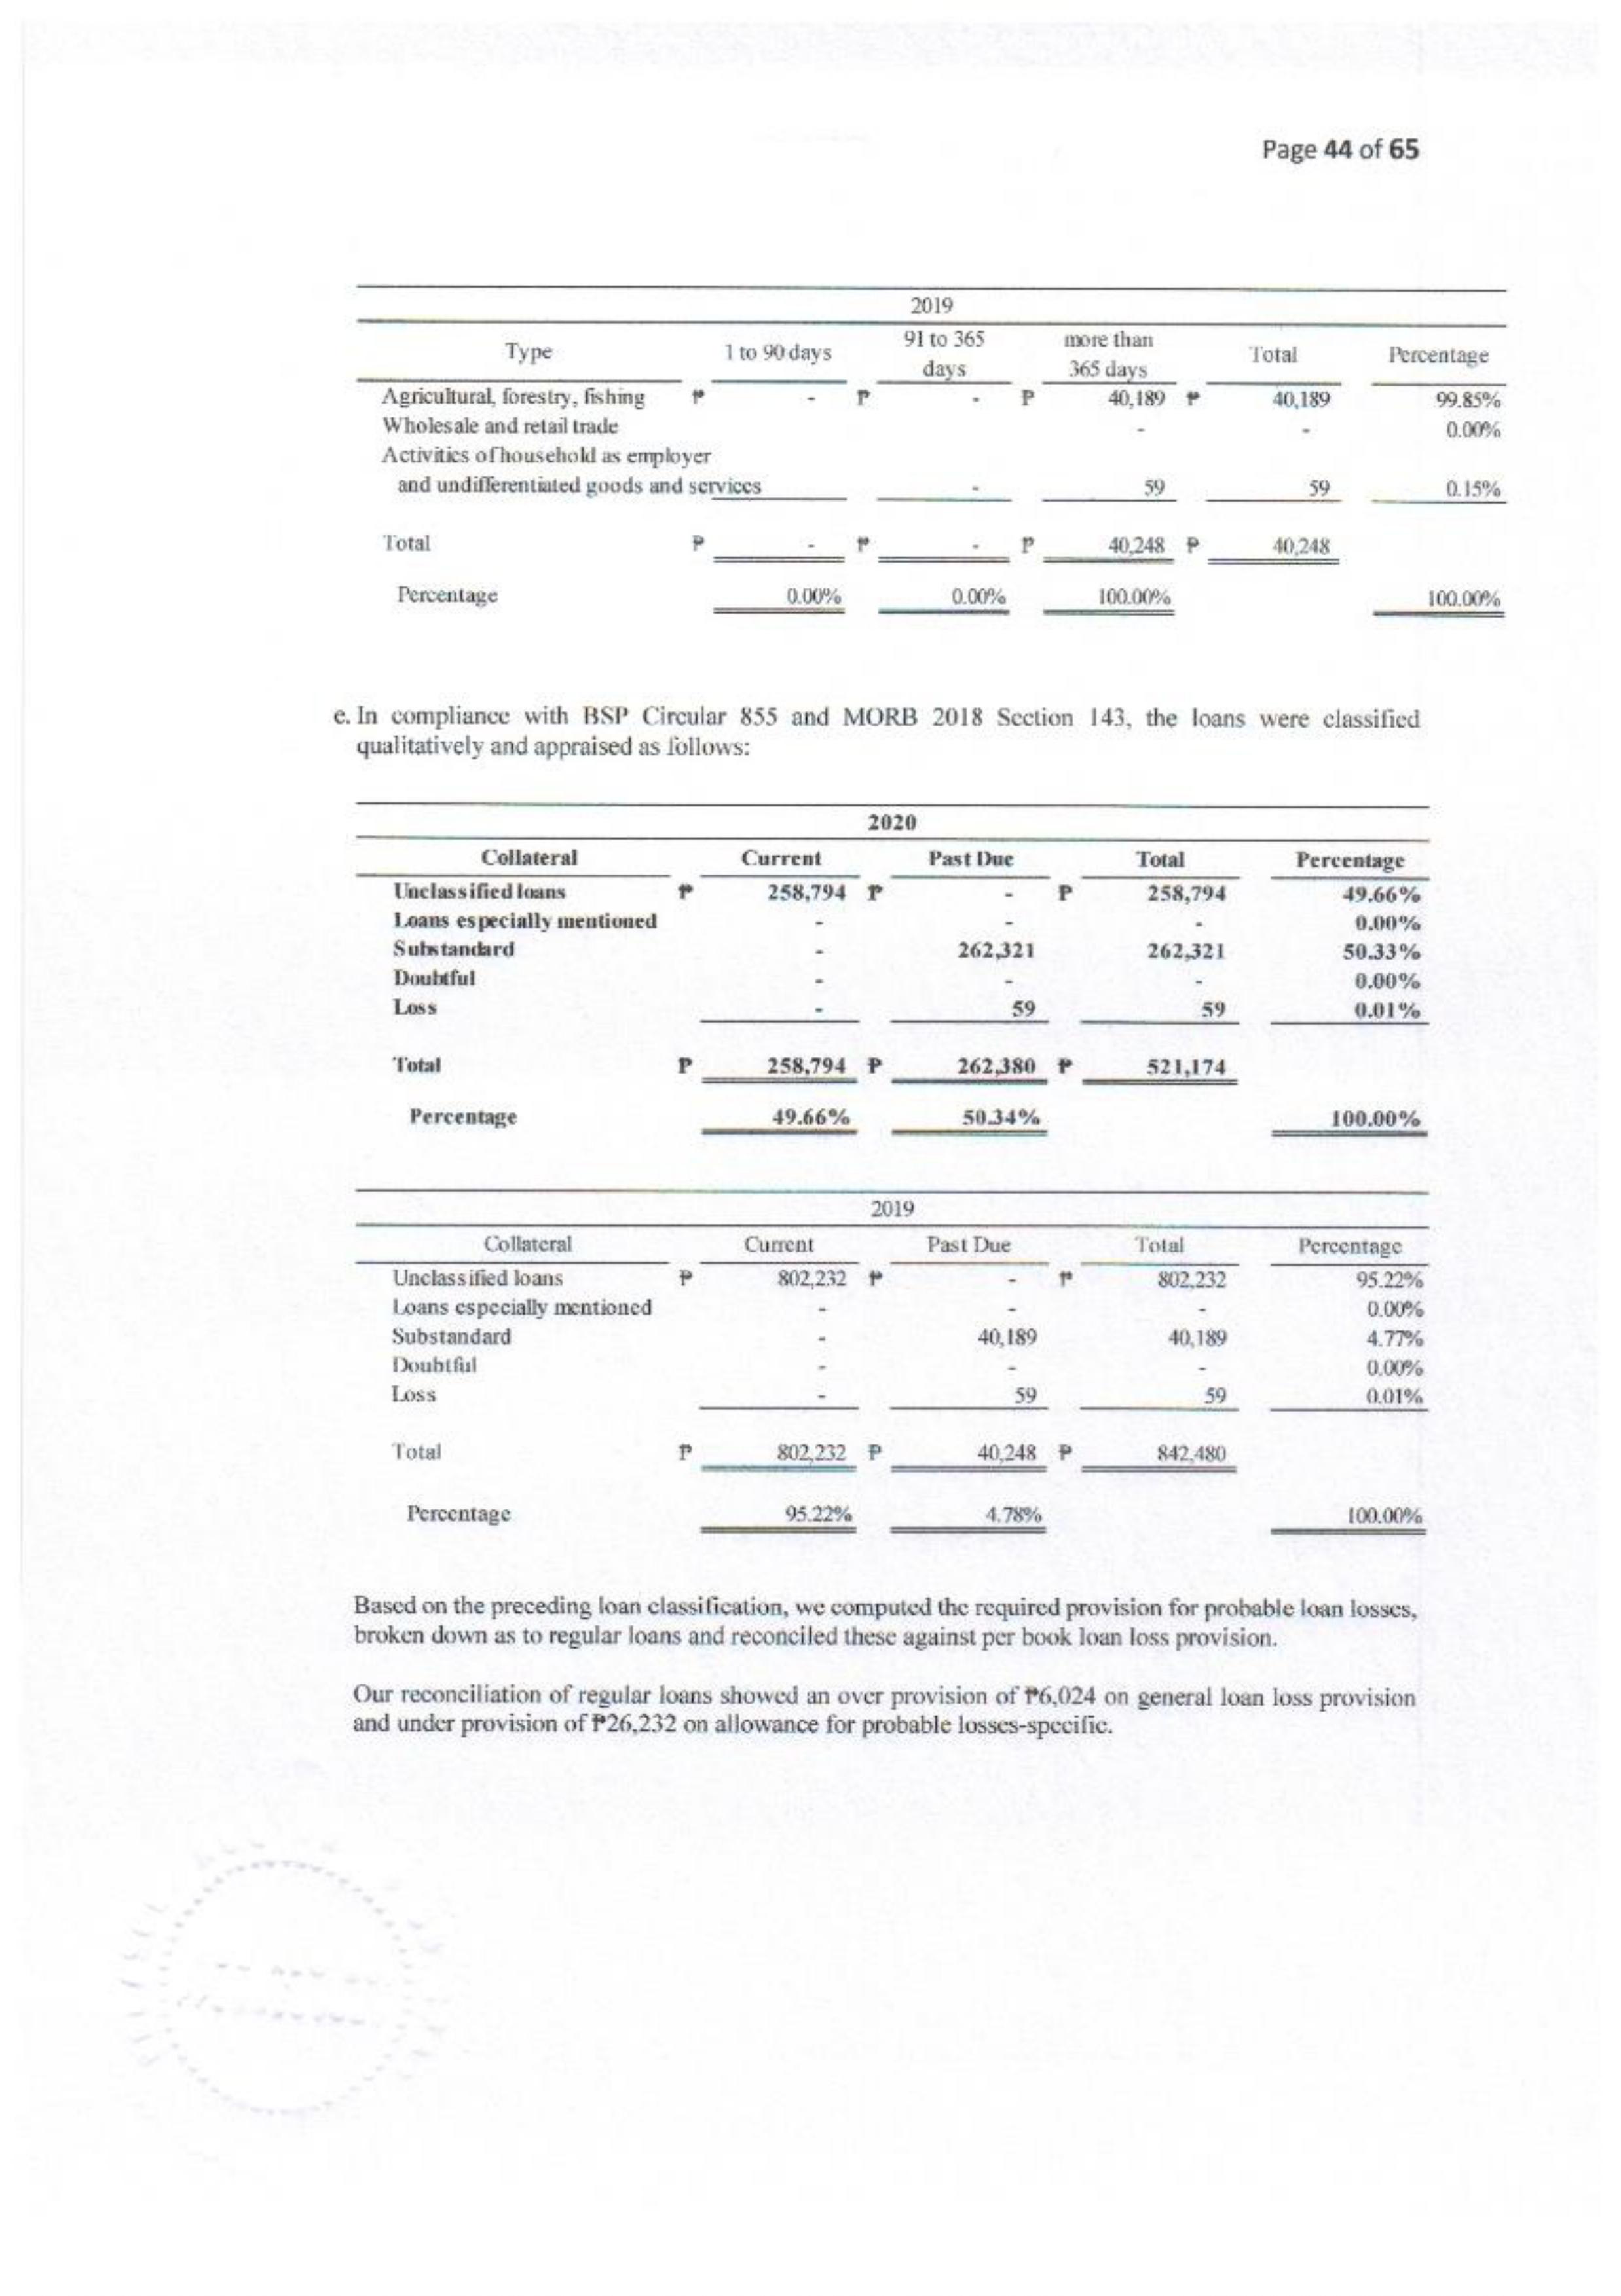 Page 44 of 65
2019
Type 1 to 90 days 91 to 365 days more than 365 days Total Percentage
Agricultural, forestry, fishing ₱ - ₱ - ₱ 40,189 ₱ 40,189 99.85%
Wholesale and retail trade - - 0.00%
Activities of household as employer
and undifferentiated goods and services - 59 59 0.15%
Total ₱ - ₱ - ₱ 40,248 ₱ 40,248
Percentage 0.00% 0.00% 100.00% 100.00%
e. In compliance with BSP Circular 855 and MORB 2018 Section 143, the loans were classified
qualitatively and appraised as follows:
2020
Collateral Current Past Due Total Percentage
Unclassified loans ₱ 258,794 ₱ - ₱ 258,794 49.66%
Loans especially mentioned - - - 0.00%
Substandard - 262,321 262,321 50.33%
Doubtful - - - 0.00%
Loss - 59 59 0.01%
Total ₱ 258,794 ₱ 262,380 ₱ 521,174
Percentage 49.66% 50.34% 100.00%
2019
Collateral Current Past Due Total Percentage
Unclassified loans ₱ 802,232 ₱ - ₱ 802,232 95.22%
Loans especially mentioned - - - 0.00%
Substandard - 40,189 40,189 4.77%
Doubtful - - - 0.00%
Loss - 59 59 0.01%
Total ₱ 802,232 ₱ 40,248 ₱ 842,480
Percentage 95.22% 4.78% 100.00%
Based on the preceding loan classification, we computed the required provision for probable loan losses,
broken down as to regular loans and reconciled these against per book loan loss provision.
Our reconciliation of regular loans showed an over provision of ₱6,024 on general loan loss provision
and under provision of ₱26,232 on allowance for probable losses-specific.